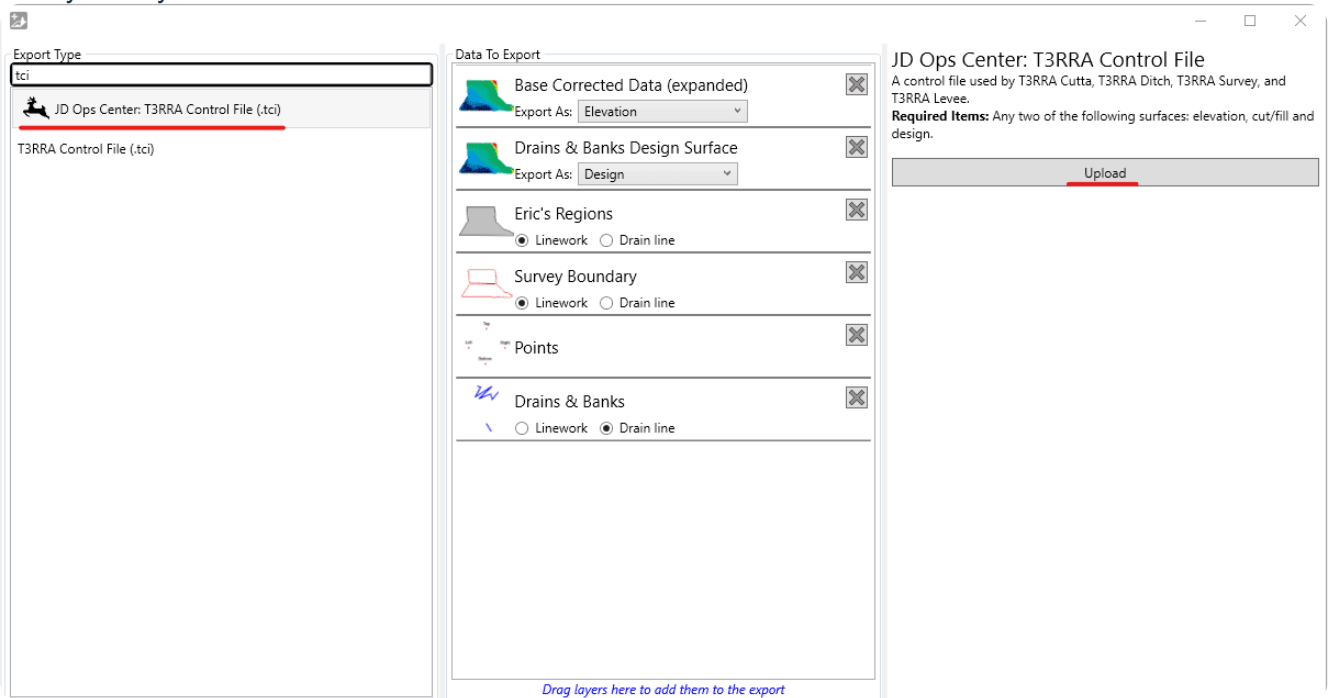 Export Type
tci
JD Ops Center: T3RRA Control File (.tci)
T3RRA Control File (.tci)
Data To Export
Base Corrected Data (expanded)
Export As: Elevation
Drains & Banks Design Surface
Export As: Design
Eric's Regions
Linework Drain line
Survey Boundary
Linework Drain line
Top
Left
Right
Bottom
Points
Drains & Banks
Linework Drain line
Drag layers here to add them to the export
JD Ops Center: T3RRA Control File
A control file used by T3RRA Cutta, T3RRA Ditch, T3RRA Survey, and
T3RRA Levee.
Required Items: Any two of the following surfaces: elevation, cut/fill and
design.
Upload